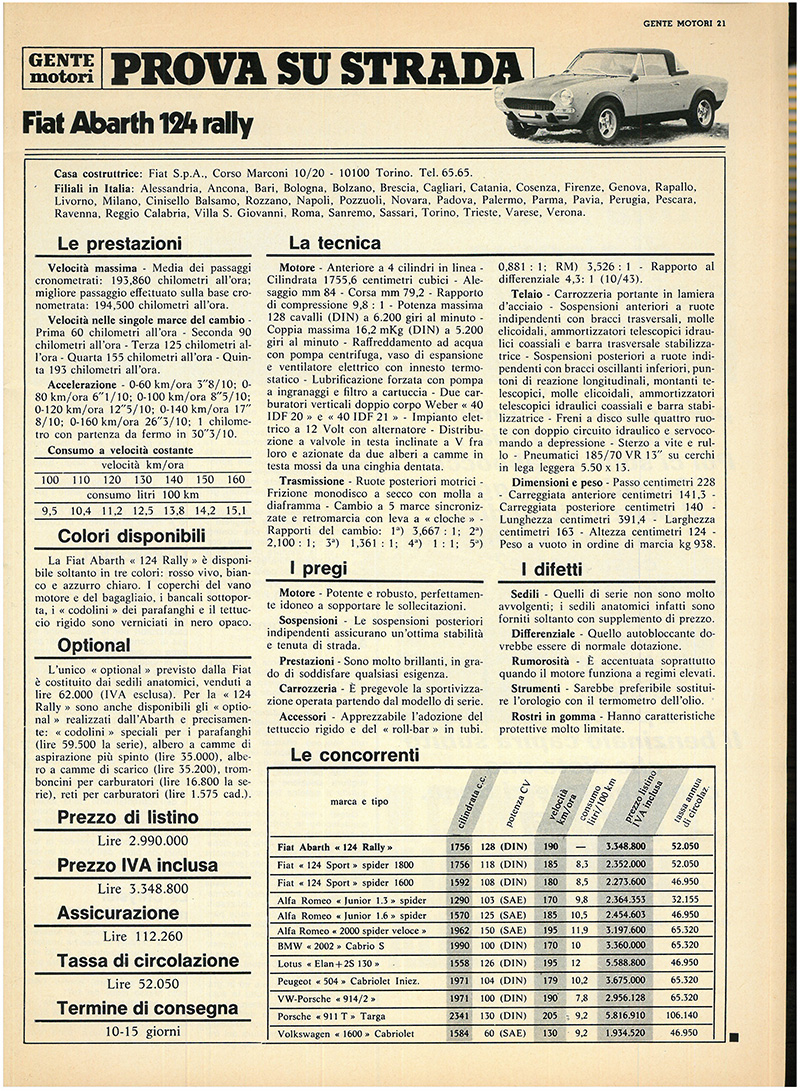 GENTE MOTORI 21
GENTE
motori
PROVA SU STRADA
Fiat Abarth 124 rally
Casa costruttrice: Fiat S.p.A., Corso Marconi 10/20 - 10100 Torino. Tel. 65.65.
Filiali in Italia: Alessandria, Ancona, Bari, Bologna, Bolzano, Brescia, Cagliari, Catania, Cosenza, Firenze, Genova, Rapallo,
Livorno, Milano, Cinisello Balsamo, Rozzano, Napoli, Pozzuoli, Novara, Padova, Palermo, Parma, Pavia, Perugia, Pescara,
Ravenna, Reggio Calabria, Villa S. Giovanni, Roma, Sanremo, Sassari, Torino, Trieste, Varese, Verona.
Le prestazioni
Velocità massima - Media dei passaggi
cronometrati: 193,860 chilometri all'ora;
migliore passaggio effettuato sulla base cro-
nometrata: 194,500 chilometri all'ora.
Velocità nelle singole marce del cambio -
Prima 60 chilometri all'ora - Seconda 90
chilometri all'ora - Terza 125 chilometri al-
l'ora - Quarta 155 chilometri all'ora - Quin-
ta 193 chilometri all'ora.
Accelerazione - 0-60 km/ora 3"8/10; 0-
80 km/ora 6"1/10; 0-100 km/ora 8"5/10;
0-120 km/ora 12"5/10; 0-140 km/ora 17"
8/10; 0-160 km/ora 26"3/10; 1 chilome-
tro con partenza da fermo in 30"3/10.
Consumo a velocità costante
velocità km/ora
100 110 120 130 140 150 160
consumo litri 100 km
9,5 10,4 11,2 12,5 13,8 14,2 15,1
Colori disponibili
La Fiat Abarth « 124 Rally » è disponi-
bile soltanto in tre colori: rosso vivo, bian-
co e azzurro chiaro. I coperchi del vano
motore e del bagagliaio, i bancali sottopor-
ta, i « codolini » dei parafanghi e il tettuc-
cio rigido sono verniciati in nero opaco.
Optional
L'unico « optional » previsto dalla Fiat
è costituito dai sedili anatomici, venduti a
lire 62.000 (IVA esclusa). Per la « 124
Rally » sono anche disponibili gli « optio-
nal » realizzati dall'Abarth e precisamen-
te: « codolini » speciali per i parafanghi
(lire 59.500 la serie), albero a camme di
aspirazione più spinto (lire 35.000), albe-
ro a camme di scarico (lire 35.200), trom-
boncini per carburatori (lire 16.800 la se-
rie), reti per carburatori (lire 1.575 cad.).
Prezzo di listino
Lire 2.990.000
Prezzo IVA inclusa
Lire 3.348.800
Assicurazione
Lire 112.260
Tassa di circolazione
Lire 52.050
Termine di consegna
10-15 giorni
La tecnica
Motore - Anteriore a 4 cilindri in linea -
Cilindrata 1755,6 centimetri cubici - Ale-
saggio mm 84 - Corsa mm 79,2 - Rapporto
di compressione 9,8 : 1 - Potenza massima
128 cavalli (DIN) a 6.200 giri al minuto -
Coppia massima 16,2 mKg (DIN) a 5.200
giri al minuto - Raffreddamento ad acqua
con pompa centrifuga, vaso di espansione
e ventilatore elettrico con innesto termo-
statico - Lubrificazione forzata con pompa
a ingranaggi e filtro a cartuccia - Due car-
buratori verticali doppio corpo Weber « 40
IDF 20 » e « 40 IDF 21 » - Impianto elet-
trico a 12 Volt con alternatore - Distribu-
zione a valvole in testa inclinate a V fra
loro e azionate da due alberi a camme in
testa mossi da una cinghia dentata.
Trasmissione - Ruote posteriori motrici -
Frizione monodisco a secco con molla a
diaframma - Cambio a 5 marce sincroniz-
zate e retromarcia con leva a « cloche » -
Rapporti del cambio: 1ª) 3,667 : 1; 2ª)
2,100 : 1; 3ª) 1,361 : 1; 4ª) 1 : 1; 5ª)
0,881 : 1; RM) 3,526 : 1 - Rapporto al
differenziale 4,3: 1 (10/43).
Telaio - Carrozzeria portante in lamiera
d'acciaio - Sospensioni anteriori a ruote
indipendenti con bracci trasversali, molle
elicoidali, ammortizzatori telescopici idrau-
lici coassiali e barra trasversale stabilizza-
trice - Sospensioni posteriori a ruote indi-
pendenti con bracci oscillanti inferiori, pun-
toni di reazione longitudinali, montanti te-
lescopici, molle elicoidali, ammortizzatori
telescopici idraulici coassiali e barra stabi-
lizzatrice - Freni a disco sulle quattro ruo-
te con doppio circuito idraulico e servoco-
mando a depressione - Sterzo a vite e rul-
lo - Pneumatici 185/70 VR 13" su cerchi
in lega leggera 5.50 x 13.
Dimensioni e peso - Passo centimetri 228
- Carreggiata anteriore centimetri 141,3 -
Carreggiata posteriore centimetri 140 -
Lunghezza centimetri 391,4 - Larghezza
centimetri 163 - Altezza centimetri 124 -
Peso a vuoto in ordine di marcia kg 938.
I pregi
Motore - Potente e robusto, perfettamen-
te idoneo a sopportare le sollecitazioni.
Sospensioni - Le sospensioni posteriori
indipendenti assicurano un'ottima stabilità
e tenuta di strada.
Prestazioni - Sono molto brillanti, in gra-
do di soddisfare qualsiasi esigenza.
Carrozzeria - È pregevole la sportivizza-
zione operata partendo dal modello di serie.
Accessori - Apprezzabile l'adozione del
tettuccio rigido e del « roll-bar » in tubi.
I difetti
Sedili - Quelli di serie non sono molto
avvolgenti; i sedili anatomici infatti sono
forniti soltanto con supplemento di prezzo.
Differenziale - Quello autobloccante do-
vrebbe essere di normale dotazione.
Rumorosità - È accentuata soprattutto
quando il motore funziona a regimi elevati.
Strumenti - Sarebbe preferibile sostitui-
re l'orologio con il termometro dell'olio.
Rostri in gomma - Hanno caratteristiche
protettive molto limitate.
Le concorrenti
marca e tipo cilindrata c.c. potenza CV velocità km/ora consumo litri/100 km prezzo listino IVA inclusa tassa annua di circolaz.
Fiat Abarth « 124 Rally » 1756 128 (DIN) 190 — 3.348.800 52.050
Fiat « 124 Sport » spider 1800 1756 118 (DIN) 185 8,3 2.352.000 52.050
Fiat « 124 Sport » spider 1600 1592 108 (DIN) 180 8,5 2.273.600 46.950
Alfa Romeo « Junior 1.3 » spider 1290 103 (SAE) 170 9,8 2.364.353 32.155
Alfa Romeo « Junior 1.6 » spider 1570 125 (SAE) 185 10,5 2.454.603 46.950
Alfa Romeo « 2000 spider veloce » 1962 150 (SAE) 195 11,9 3.197.600 65.320
BMW « 2002 » Cabrio S 1990 100 (DIN) 170 10 3.360.000 65.320
Lotus « Elan+2S 130 » 1558 126 (DIN) 195 12 5.588.800 46.950
Peugeot « 504 » Cabriolet Iniez. 1971 104 (DIN) 179 10,2 3.675.000 65.320
VW-Porsche « 914/2 » 1971 100 (DIN) 190 7,8 2.956.128 65.320
Porsche « 911 T » Targa 2341 130 (DIN) 205 9,2 5.816.910 106.140
Volkswagen « 1600 » Cabriolet 1584 60 (SAE) 130 9,2 1.934.520 46.950